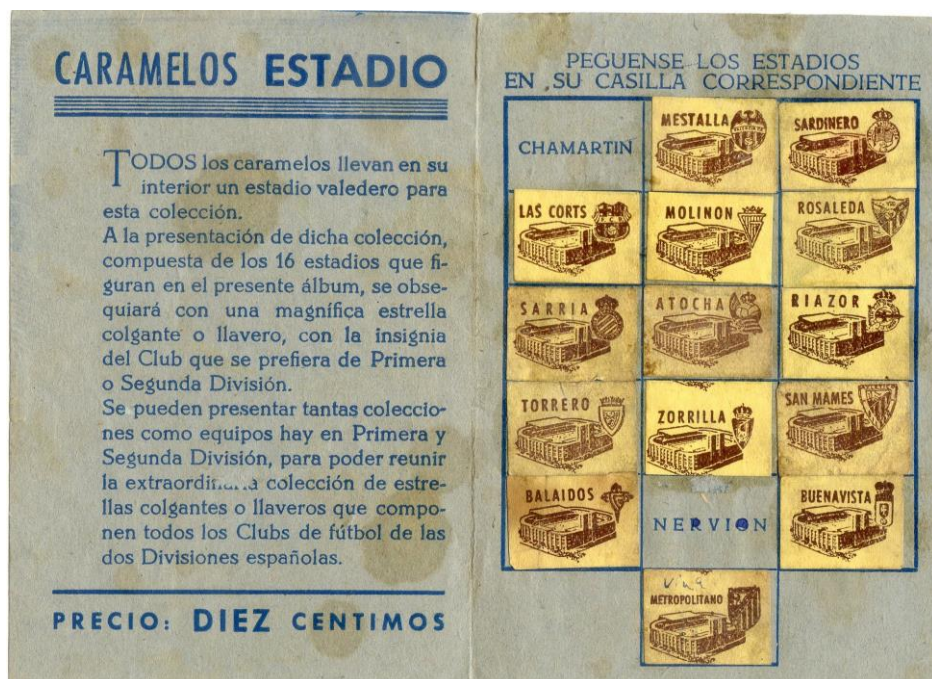 CARAMELOS ESTADIO
TODOS los caramelos llevan en su
interior un estadio valedero para
esta colección.
A la presentación de dicha colección,
compuesta de los 16 estadios que fi-
guran en el presente álbum, se obse-
quiará con una magnífica estrella
colgante o llavero, con la insignia
del Club que se prefiera de Primera
o Segunda División.
Se pueden presentar tantas coleccio-
nes como equipos hay en Primera y
Segunda División, para poder reunir
la extraordinaria colección de estre-
llas colgantes o llaveros que compo-
nen todos los Clubs de fútbol de las
dos Divisiones españolas.
PRECIO: DIEZ CENTIMOS
PEGUENSE LOS ESTADIOS
EN SU CASILLA CORRESPONDIENTE
CHAMARTIN
MESTALLA
SARDINERO
LAS CORTS
MOLINON
ROSALEDA
SARRIA
ATOCHA
RIAZOR
TORRERO
ZORRILLA
SAN MAMES
BALAIDOS
NERVION
BUENAVISTA
METROPOLITANO